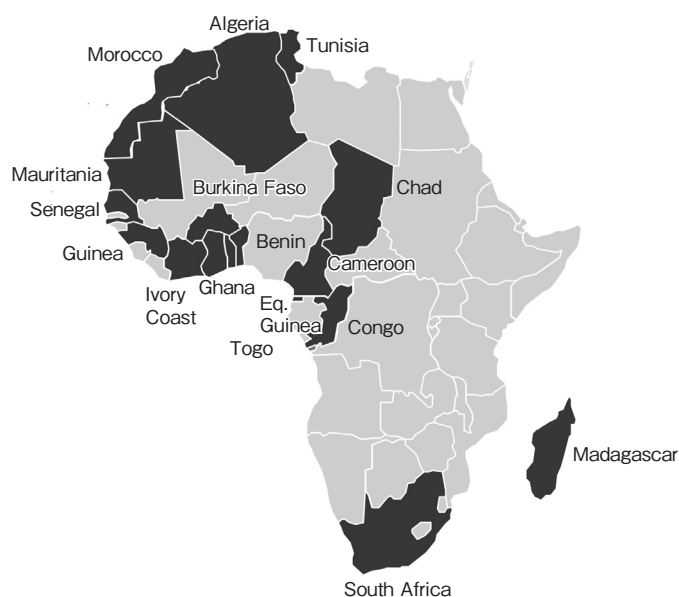 Algeria
Tunisia
Morocco
Mauritania
Burkina Faso
Chad
Senegal
Guinea
Benin
Cameroon
Ivory
Coast
Ghana
Eq.
Guinea
Congo
Togo
Madagascar
South Africa